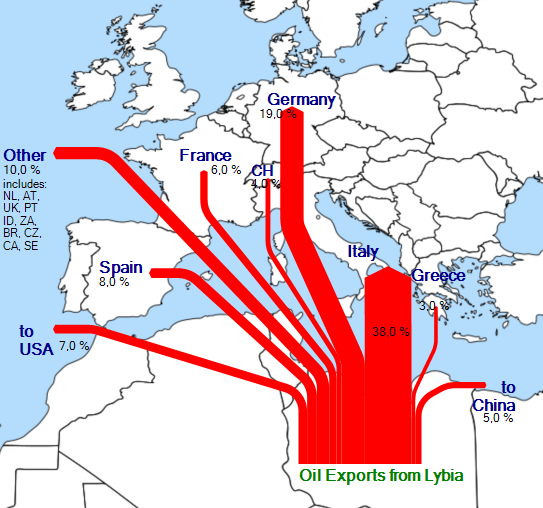 Germany
19,0 %
Other
10,0 %
includes:
NL, AT,
UK, PT
ID, ZA,
BR, CZ,
CA, SE
France
6,0 %
CH
4,0 %
Italy
38,0 %
Spain
8,0 %
Greece
3,0 %
to
USA
7,0 %
to
China
5,0 %
Oil Exports from Lybia